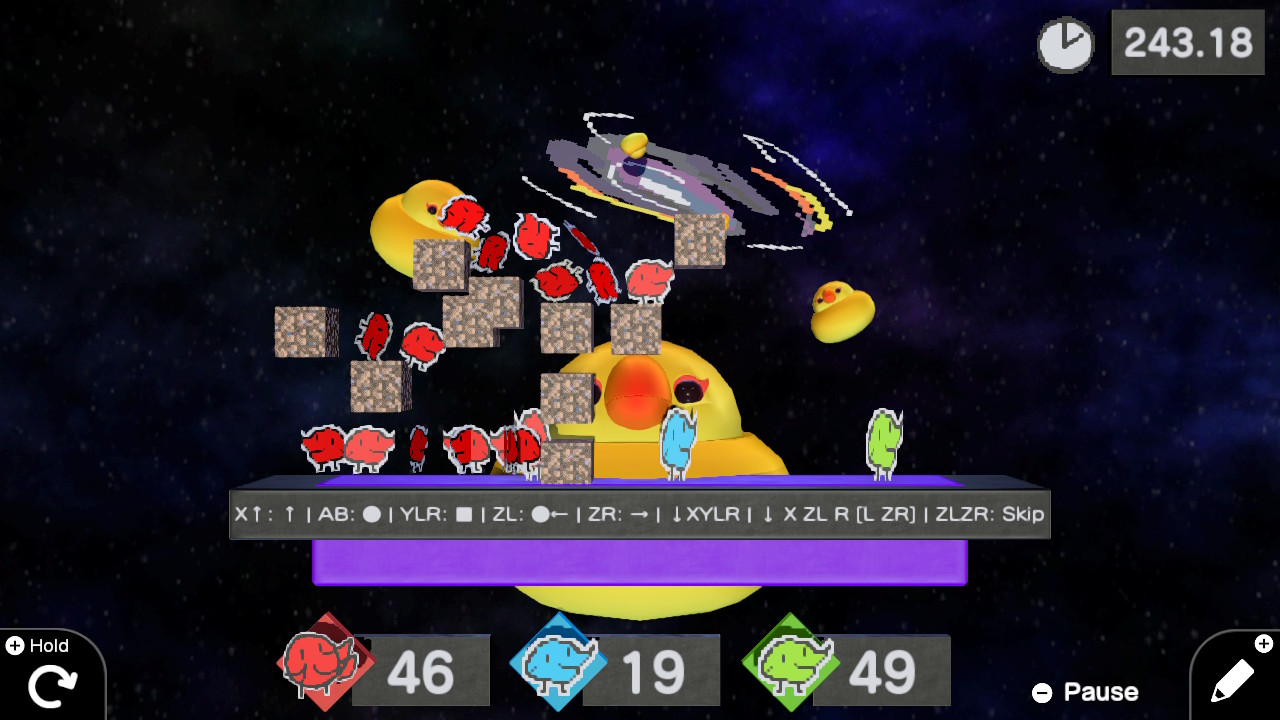 243.18
X↑: ↑ | AB: ● | YLR: ■ | ZL: ●← | ZR: → | ↓XYLR | ↓ X ZL R [L ZR] | ZLZR: Skip
+ Hold
46
19
49
− Pause
+